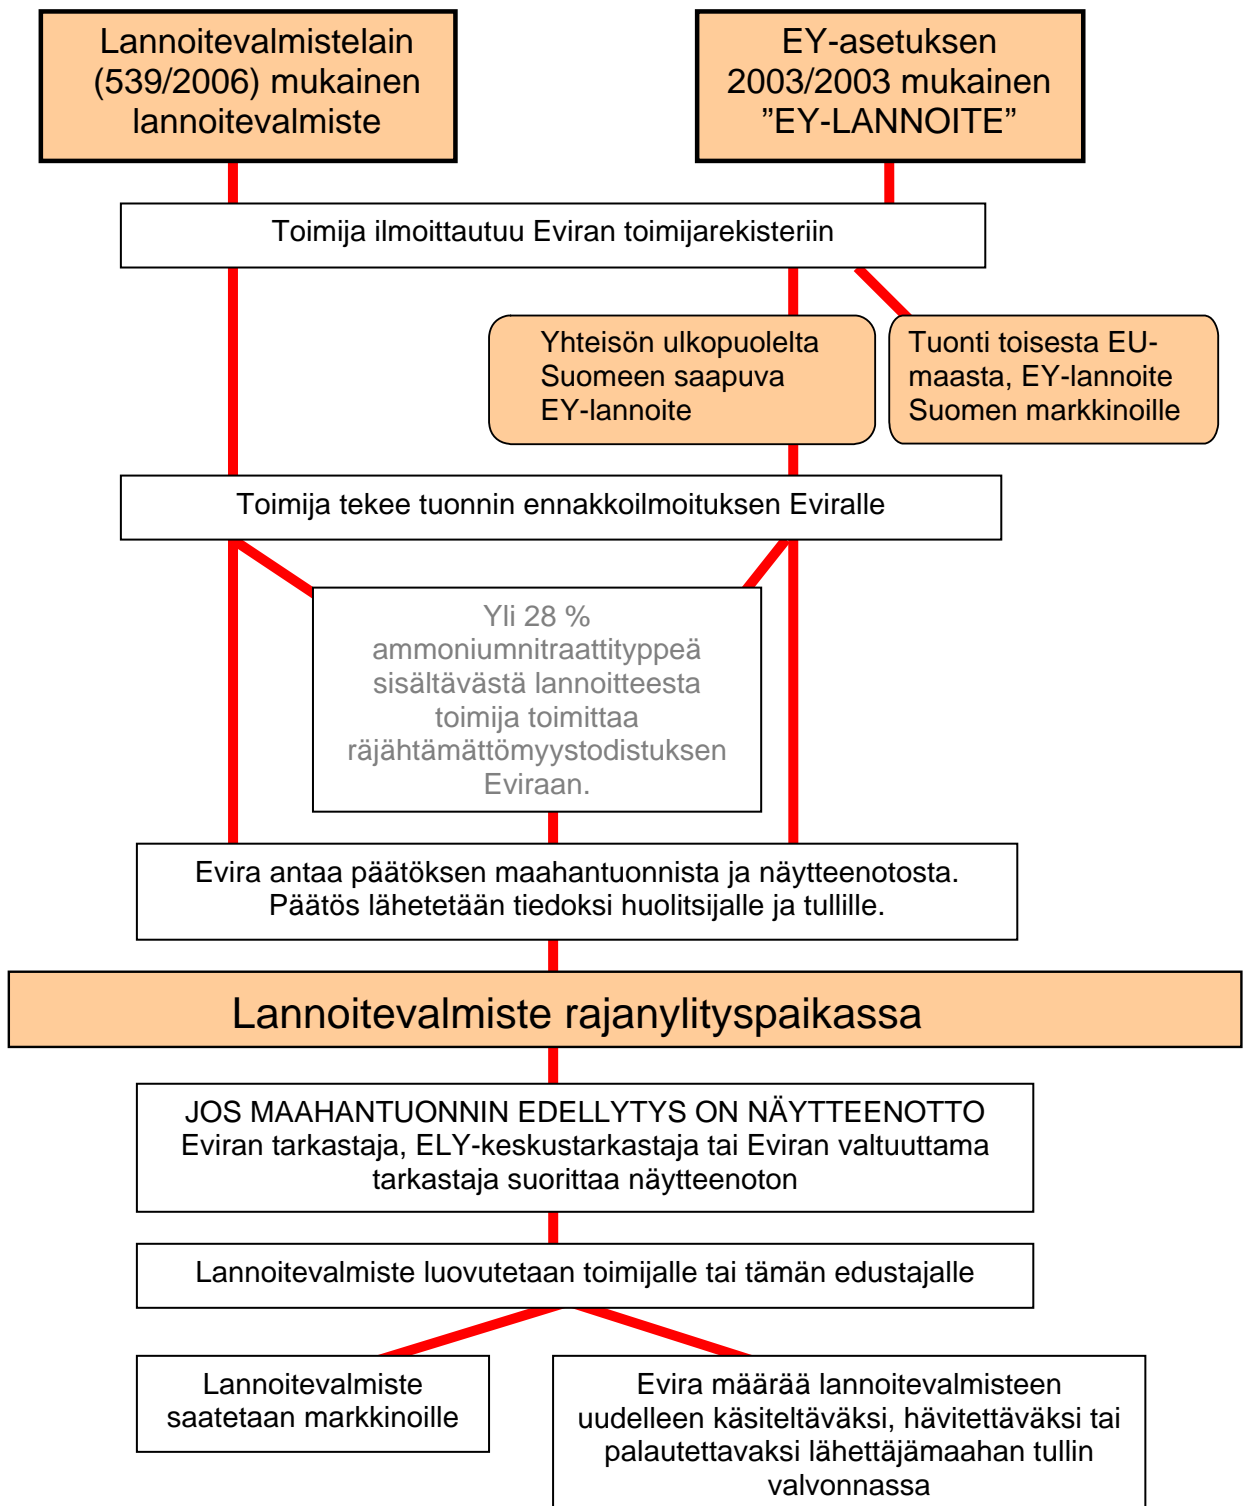 Lannoitevalmistelain
(539/2006) mukainen
lannoitevalmiste
EY-asetuksen
2003/2003 mukainen
”EY-LANNOITE”
Toimija ilmoittautuu Eviran toimijarekisteriin
Yhteisön ulkopuolelta
Suomeen saapuva
EY-lannoite
Tuonti toisesta EU-
maasta, EY-lannoite
Suomen markkinoille
Toimija tekee tuonnin ennakkoilmoituksen Eviralle
Yli 28 %
ammoniumnitraattityppeä
sisältävästä lannoitteesta
toimija toimittaa
räjähtämättömyystodistuksen
Eviraan.
Evira antaa päätöksen maahantuonnista ja näytteenotosta.
Päätös lähetetään tiedoksi huolitsijalle ja tullille.
Lannoitevalmiste rajanylityspaikassa
JOS MAAHANTUONNIN EDELLYTYS ON NÄYTTEENOTTO
Eviran tarkastaja, ELY-keskustarkastaja tai Eviran valtuuttama
tarkastaja suorittaa näytteenoton
Lannoitevalmiste luovutetaan toimijalle tai tämän edustajalle
Lannoitevalmiste
saatetaan markkinoille
Evira määrää lannoitevalmisteen
uudelleen käsiteltäväksi, hävitettäväksi tai
palautettavaksi lähettäjämaahan tullin
valvonnassa